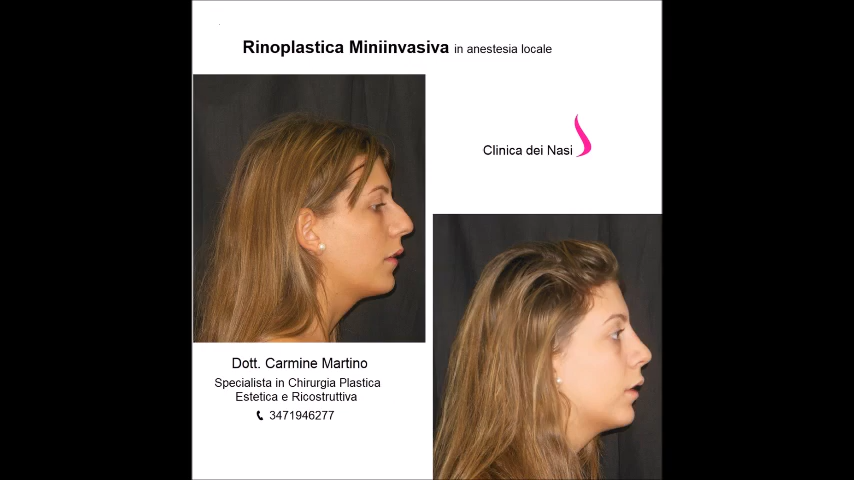 Rinoplastica Miniinvasiva in anestesia locale
Clinica dei Nasi
Dott. Carmine Martino
Specialista in Chirurgia Plastica
Estetica e Ricostruttiva
3471946277